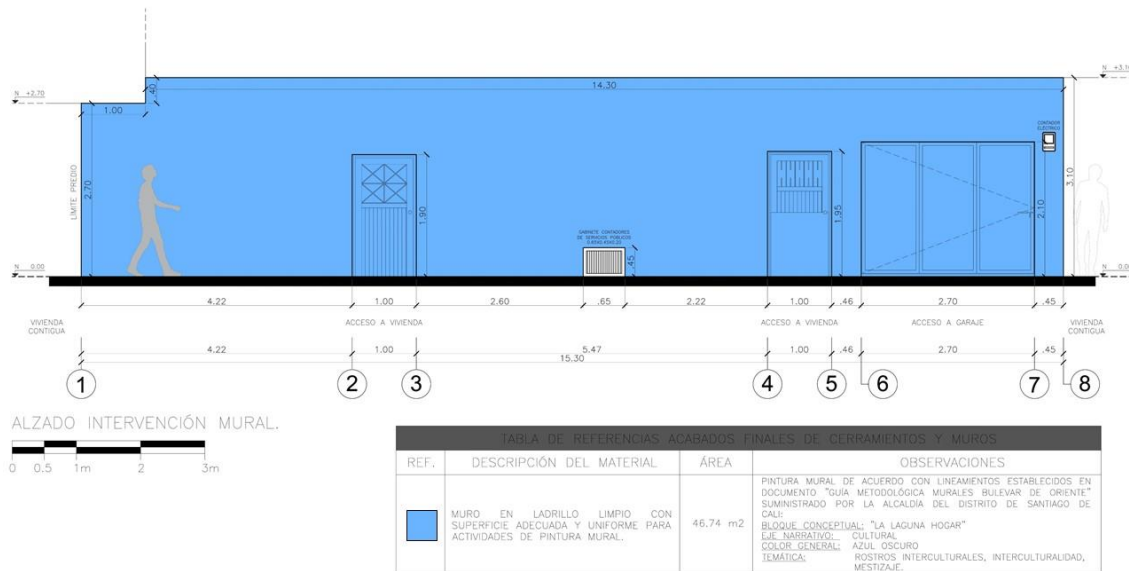 N +3.10
N +2.70
14.30
.40
1.00
CONTADOR
ELÉCTRICO
LÍMITE PREDIO
2.70
1.90
1.95
2.10
3.10
GABINETE CONTADORES
DE SERVICIOS PÚBLICOS
.45
N 0.00
N 0.00
4.22 1.00 2.60 .65 2.22 1.00 .46 2.70 .45
VIVIENDA
CONTIGUA
ACCESO A VIVIENDA
ACCESO A VIVIENDA
ACCESO A GARAJE
VIVIENDA
CONTIGUA
4.22 1.00 5.47 1.00 .46 2.70 .45
15.30
1 2 3 4 5 6 7 8
ALZADO INTERVENCIÓN MURAL.
0 0.5 1m 2 3m
TABLA DE REFERENCIAS ACABADOS FINALES DE CERRAMIENTOS Y MUROS
REF. DESCRIPCIÓN DEL MATERIAL ÁREA OBSERVACIONES
MURO EN LADRILLO LIMPIO CON
SUPERFICIE ADECUADA Y UNIFORME PARA
ACTIVIDADES DE PINTURA MURAL.
46.74 m2
PINTURA MURAL DE ACUERDO CON LINEAMIENTOS ESTABLECIDOS EN
DOCUMENTO "GUÍA METODOLÓGICA MURALES BULEVAR DE ORIENTE"
SUMINISTRADO POR LA ALCALDÍA DEL DISTRITO DE SANTIAGO DE
CALI:
BLOQUE CONCEPTUAL: "LA LAGUNA HOGAR"
EJE NARRATIVO: CULTURAL
COLOR GENERAL: AZUL OSCURO
TEMÁTICA: ROSTROS INTERCULTURALES, INTERCULTURALIDAD,
MESTIZAJE.